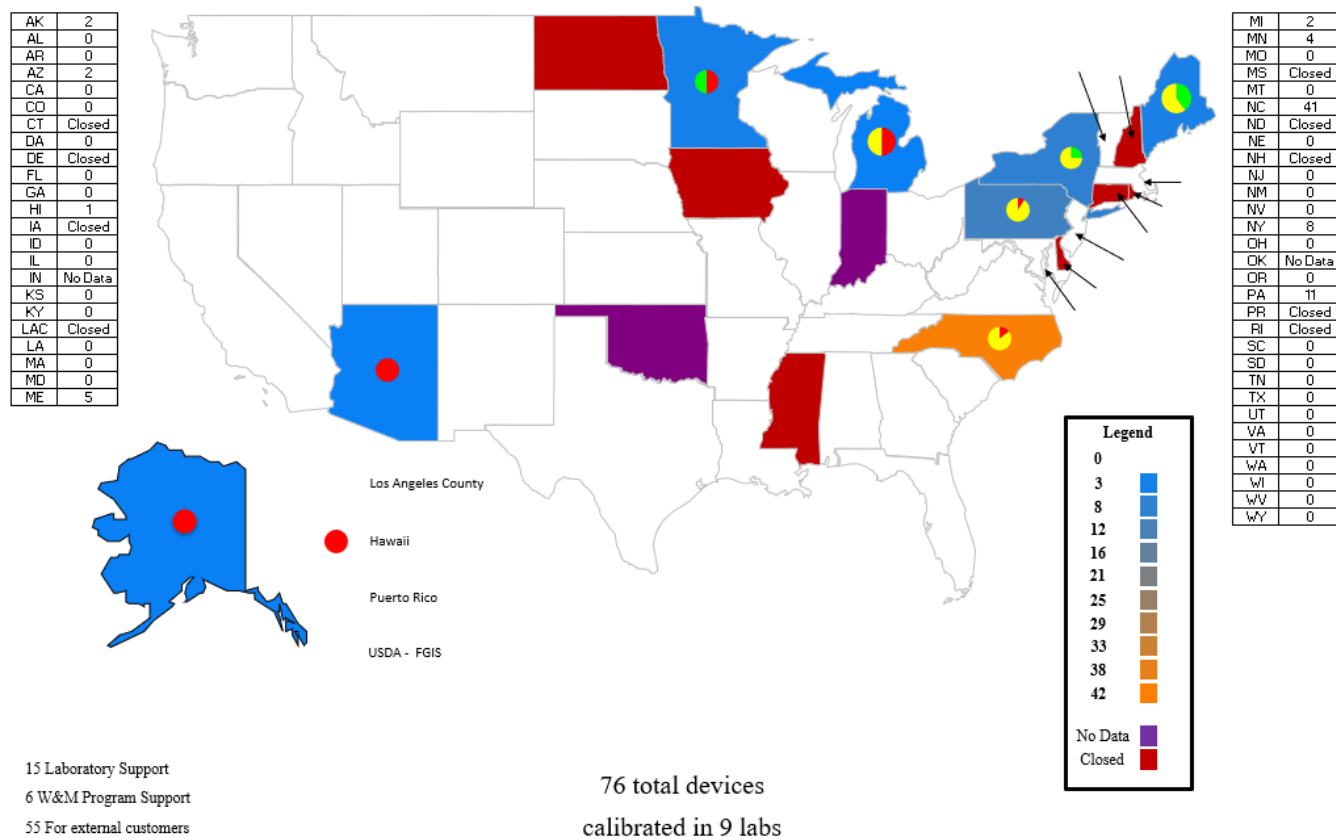 AK 2
AL 0
AR 0
AZ 2
CA 0
CO 0
CT Closed
DA 0
DE Closed
FL 0
GA 0
HI 1
IA Closed
ID 0
IL 0
IN No Data
KS 0
KY 0
LAC Closed
LA 0
MA 0
MD 0
ME 5
MI 2
MN 4
MO 0
MS Closed
MT 0
NC 41
ND Closed
NE 0
NH Closed
NJ 0
NM 0
NV 0
NY 8
OH 0
OK No Data
OR 0
PA 11
PR Closed
RI Closed
SC 0
SD 0
TN 0
TX 0
UT 0
VA 0
VT 0
WA 0
WI 0
WV 0
WY 0
Los Angeles County
Hawaii
Puerto Rico
USDA - FGIS
Legend
0
3
8
12
16
21
25
29
33
38
42
No Data
Closed
15 Laboratory Support
6 W&M Program Support
55 For external customers
76 total devices
calibrated in 9 labs